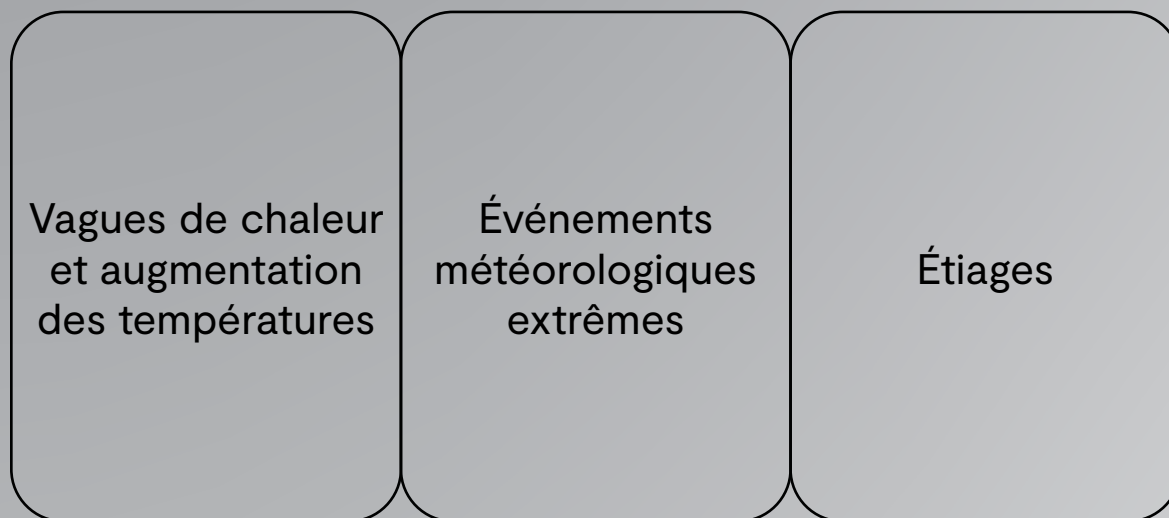 Vagues de chaleur
et augmentation
des températures
Événements
météorologiques
extrêmes
Étiages